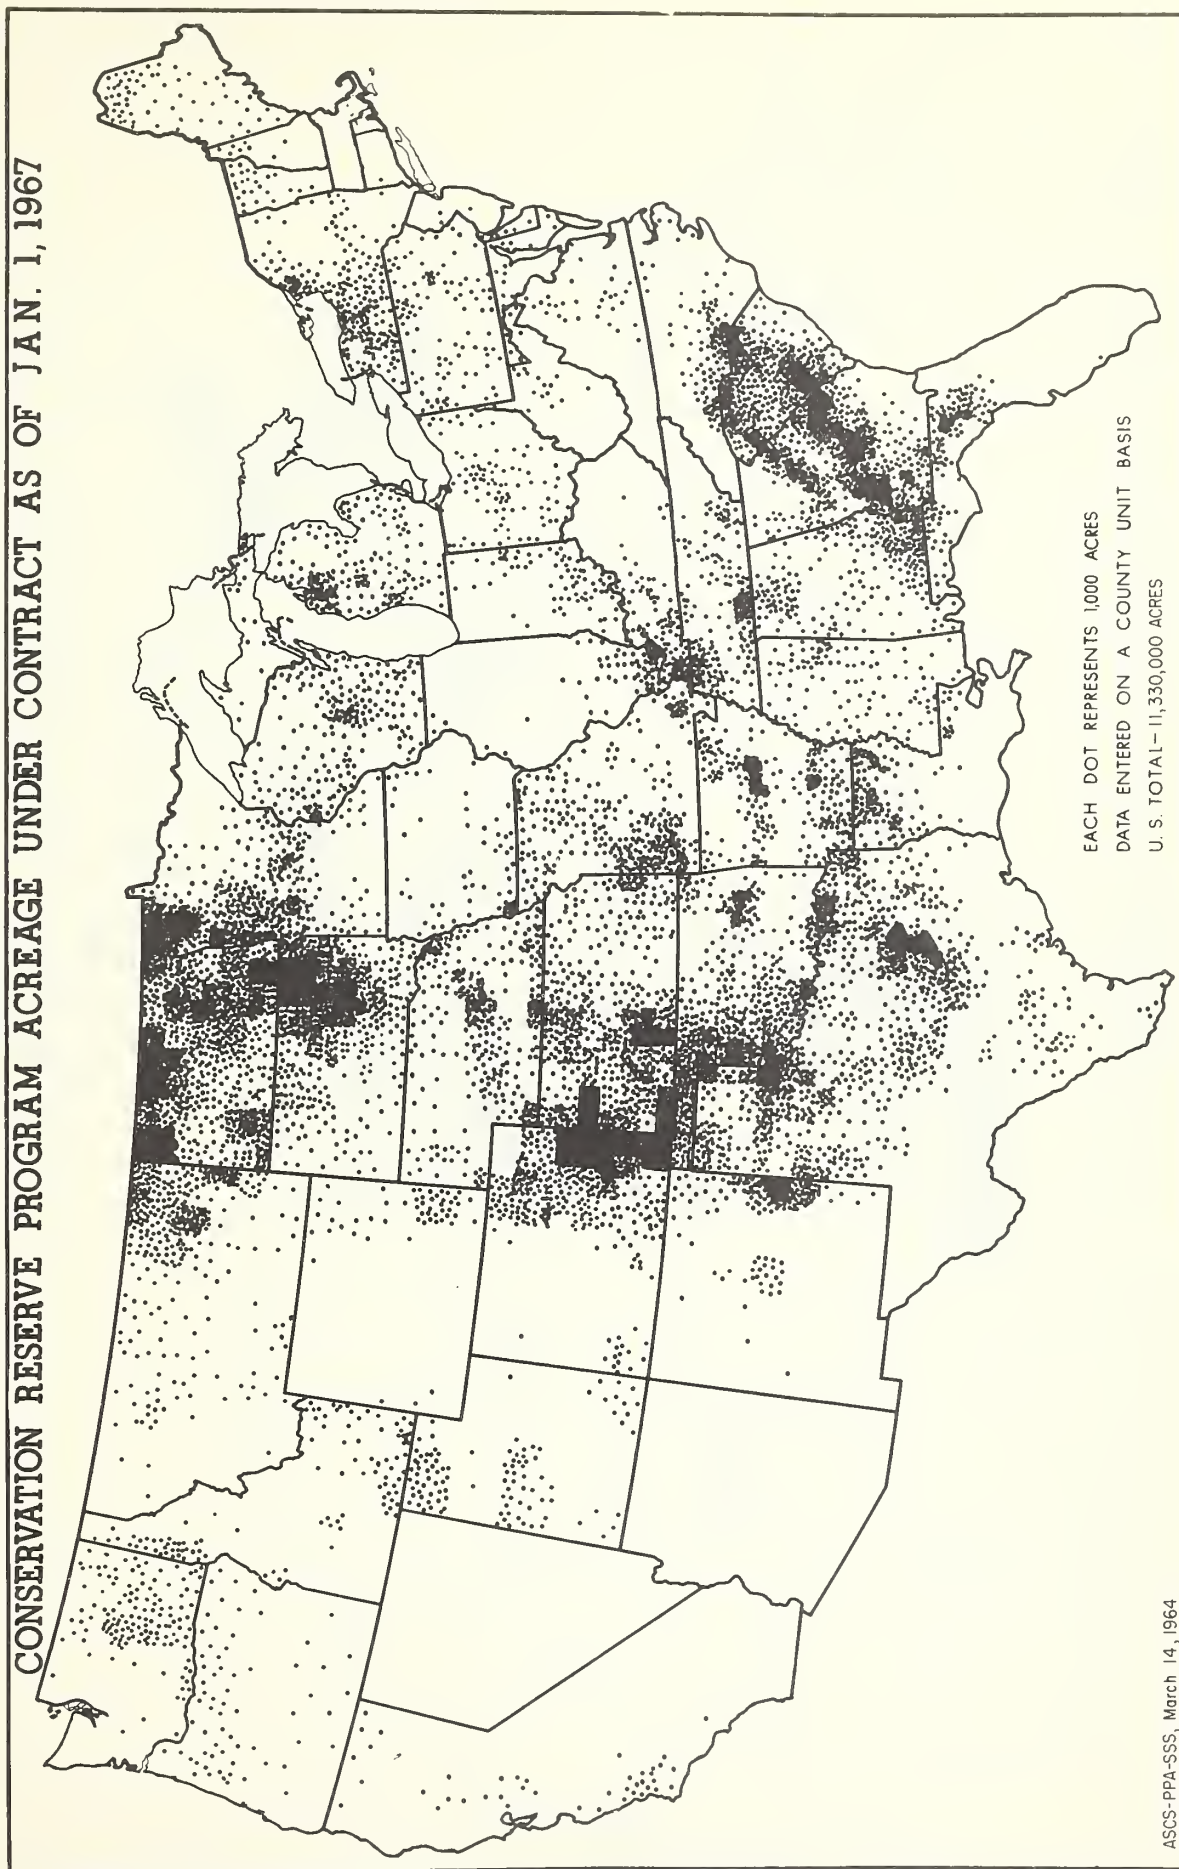 CONSERVATION RESERVE PROGRAM ACREAGE UNDER CONTRACT AS OF JAN. 1, 1967
EACH DOT REPRESENTS 1,000 ACRES
DATA ENTERED ON A COUNTY UNIT BASIS
U. S. TOTAL - 11,330,000 ACRES
ASCS-PPA-SSS, March 14, 1964